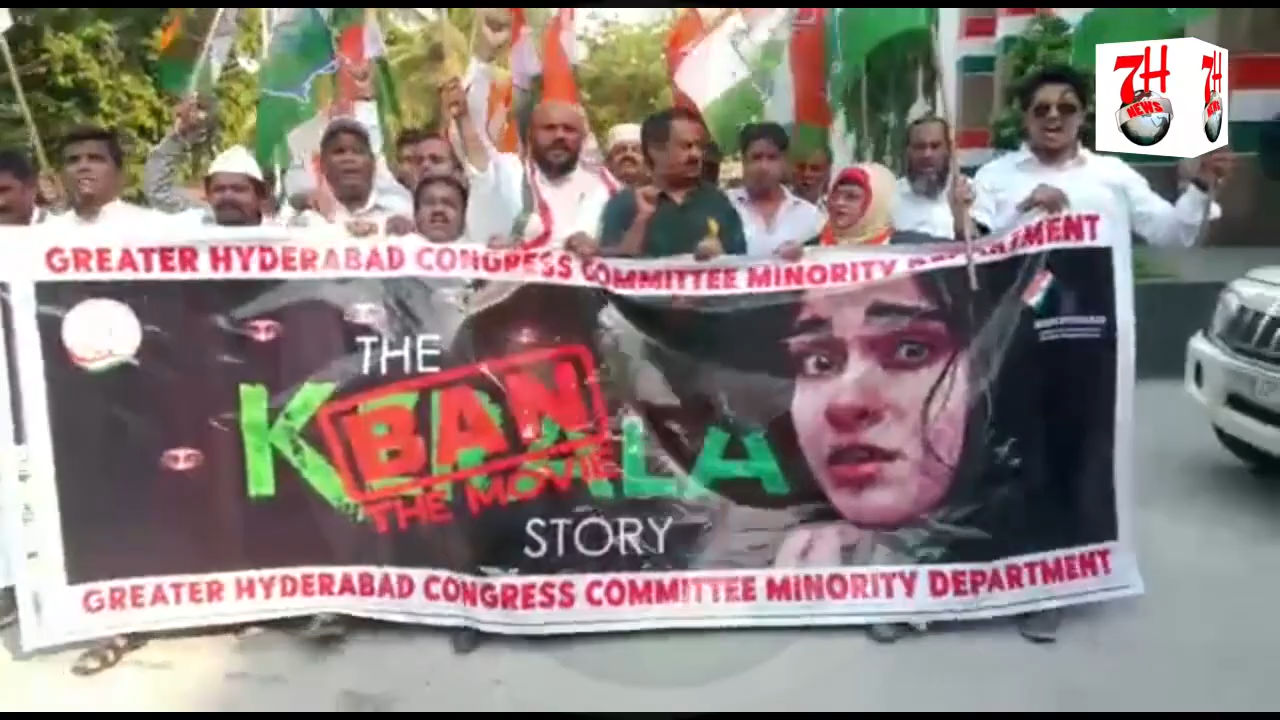 7H
NEWS
7H
GREATER HYDERABAD CONGRESS COMMITTEE MINORITY DEPARTMENT
THE
KERALA
BAN
THE MOVIE
STORY
GREATER HYDERABAD CONGRESS COMMITTEE MINORITY DEPARTMENT